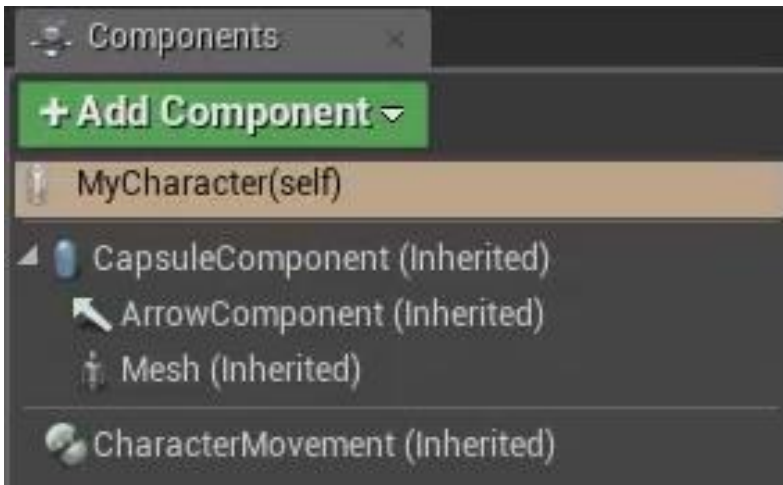 Components
+ Add Component
MyCharacter(self)
CapsuleComponent (Inherited)
ArrowComponent (Inherited)
Mesh (Inherited)
CharacterMovement (Inherited)